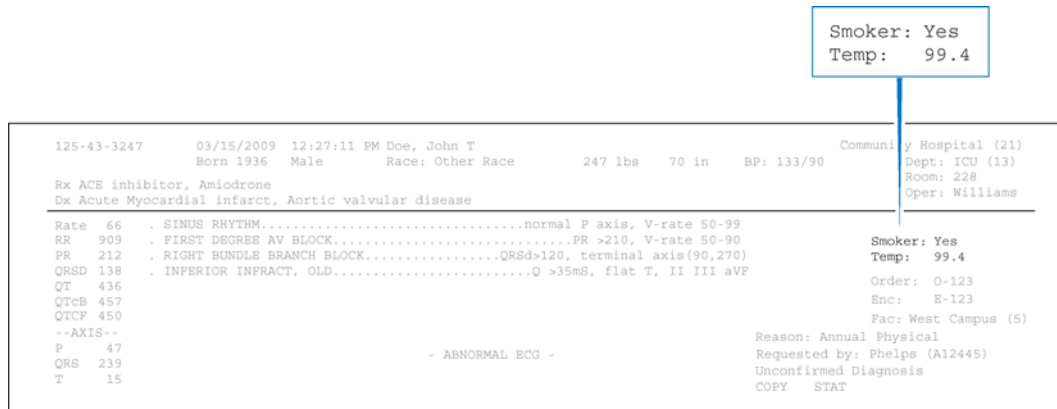 Smoker: Yes
Temp: 99.4
125-43-3247 03/15/2009 12:27:11 PM Doe, John T Community Hospital (21)
Born 1936 Male Race: Other Race 247 lbs 70 in BP: 133/90 Dept: ICU (13)
Room: 228
Rx ACE inhibitor, Amiodrone
Oper: Williams
Dx Acute Myocardial infarct, Aortic valvular disease
Rate 66 . SINUS RHYTHM.................................normal P axis, V-rate 50-99
RR 909 . FIRST DEGREE AV BLOCK..............................PR >210, V-rate 50-90
PR 212 . RIGHT BUNDLE BRANCH BLOCK.................QRSd>120, terminal axis(90,270)
QRSD 138 . INFERIOR INFRACT, OLD.........................Q >35mS, flat T, II III aVF
QT 436
QTcB 457
QTCF 450
--AXIS--
P 47
QRS 239
T 15
- ABNORMAL ECG -
Smoker: Yes
Temp: 99.4
Order: O-123
Enc: E-123
Fac: West Campus (5)
Reason: Annual Physical
Requested by: Phelps (A12445)
Unconfirmed Diagnosis
COPY STAT